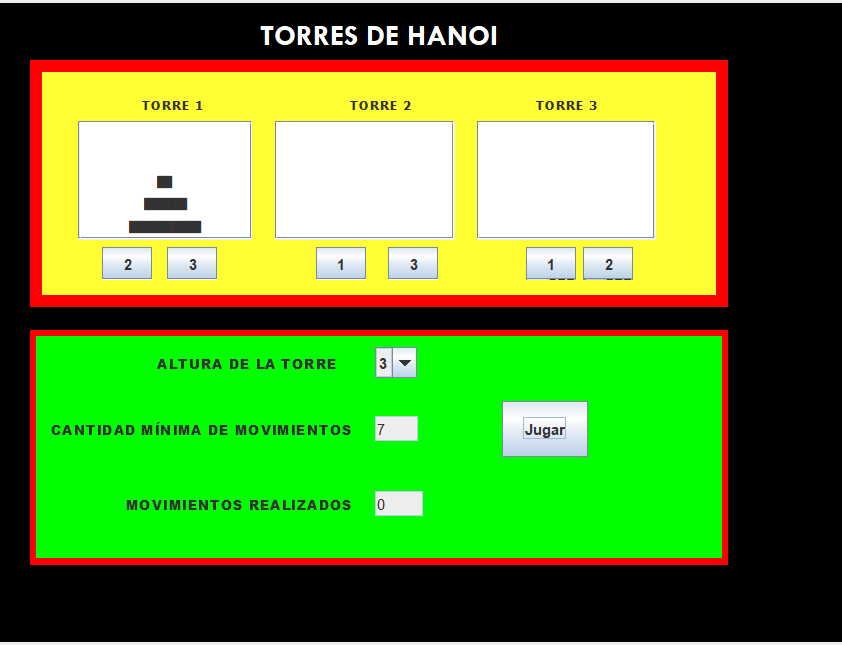 TORRES DE HANOI
TORRE 1 TORRE 2 TORRE 3
2 3 1 3 1 2
ALTURA DE LA TORRE 3
CANTIDAD MÍNIMA DE MOVIMIENTOS 7 Jugar
MOVIMIENTOS REALIZADOS 0